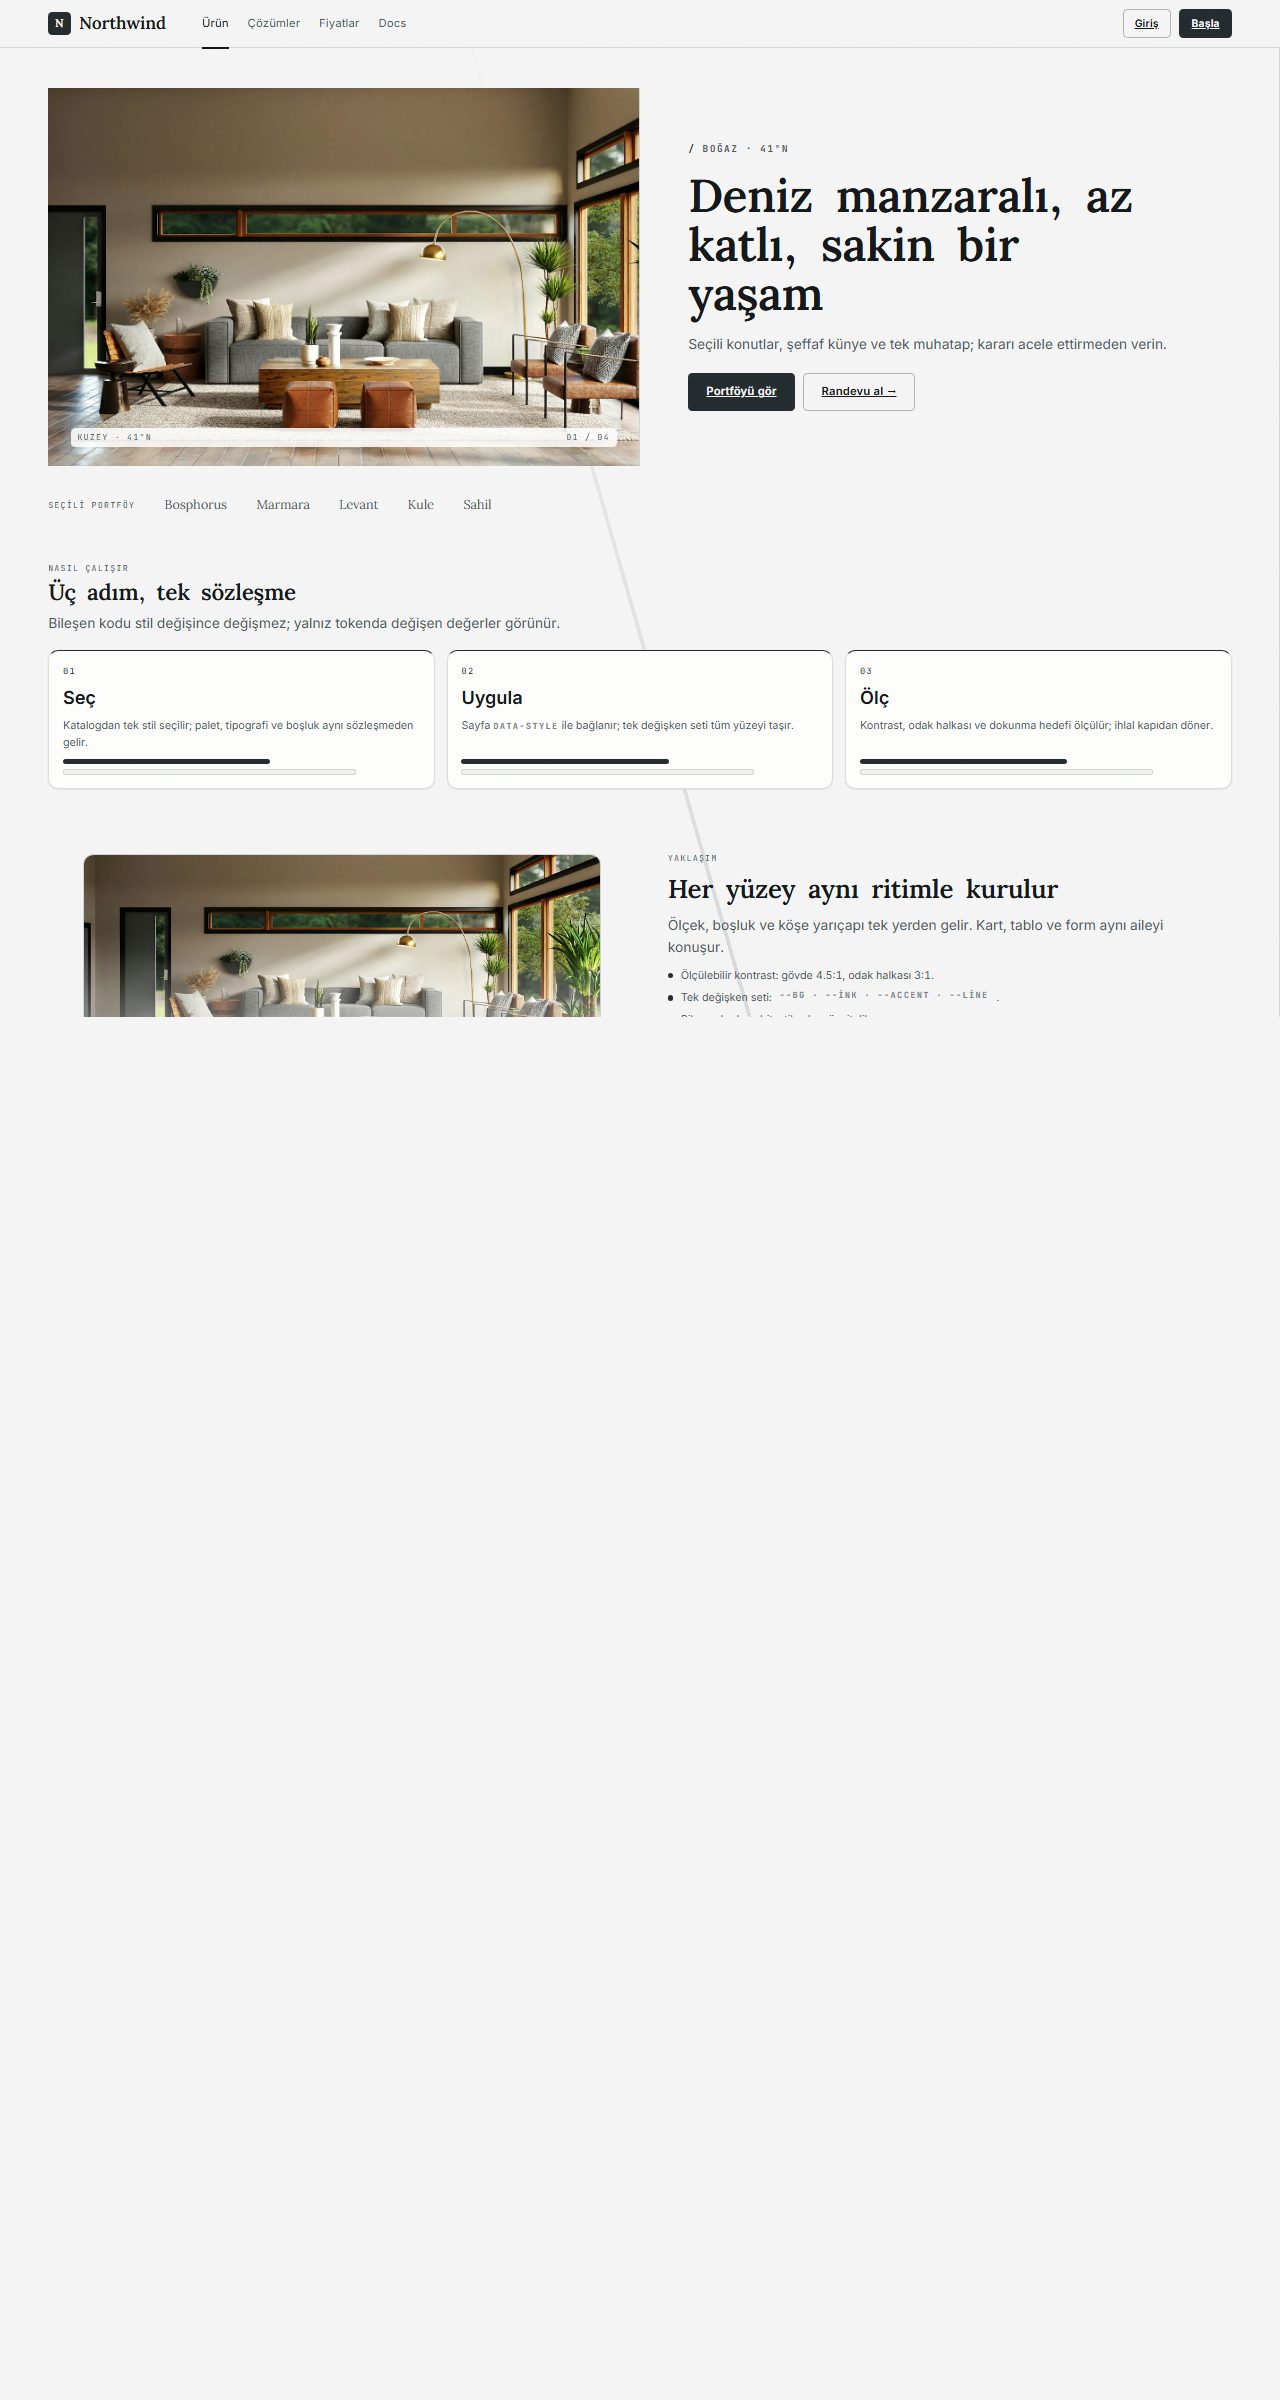 N Northwind Ürün Çözümler Fiyatlar Docs Giriş Başla
/ BOĞAZ · 41°N
Deniz manzaralı, az
katlı, sakin bir
yaşam
Seçili konutlar, şeffaf künye ve tek muhatap; kararı acele ettirmeden verin.
Portföyü gör Randevu al →
KUZEY · 41°N 01 / 04
SEÇİLİ PORTFÖY Bosphorus Marmara Levant Kule Sahil
NASIL ÇALIŞIR
Üç adım, tek sözleşme
Bileşen kodu stil değişince değişmez; yalnız tokenda değişen değerler görünür.
01
Seç
Katalogdan tek stil seçilir; palet, tipografi ve boşluk aynı sözleşmeden
gelir.
02
Uygula
Sayfa DATA-STYLE ile bağlanır; tek değişken seti tüm yüzeyi taşır.
03
Ölç
Kontrast, odak halkası ve dokunma hedefi ölçülür; ihlal kapıdan döner.
YAKLAŞIM
Her yüzey aynı ritimle kurulur
Ölçek, boşluk ve köşe yarıçapı tek yerden gelir. Kart, tablo ve form aynı aileyi
konuşur.
Ölçülebilir kontrast: gövde 4.5:1, odak halkası 3:1.
Tek değişken seti: --BG · --İNK · --ACCENT · --LİNE .